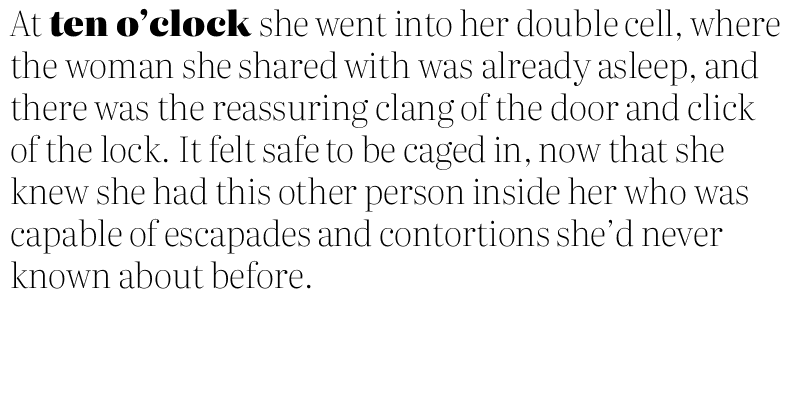 At ten o’clock she went into her double cell, where
the woman she shared with was already asleep, and
there was the reassuring clang of the door and click
of the lock. It felt safe to be caged in, now that she
knew she had this other person inside her who was
capable of escapades and contortions she’d never
known about before.